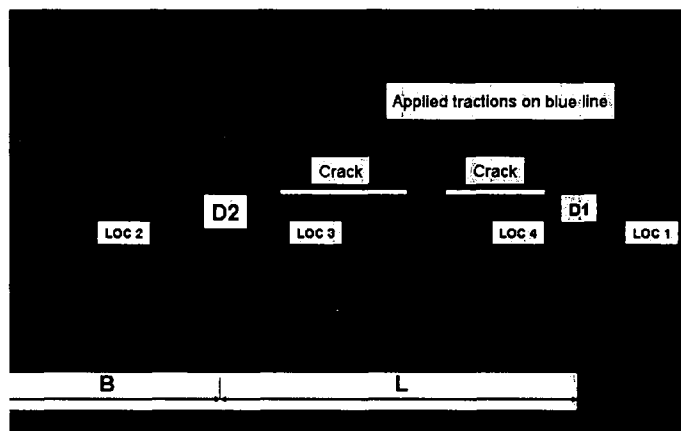 Applied tractions on blue line
Crack
Crack
D2
D1
LOC 2
LOC 3
LOC 4
LOC 1
B
L